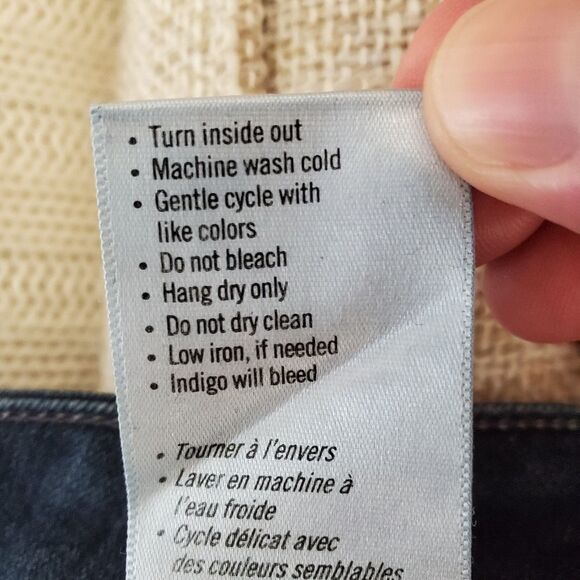 • Turn inside out
• Machine wash cold
• Gentle cycle with
like colors
• Do not bleach
• Hang dry only
• Do not dry clean
• Low iron, if needed
• Indigo will bleed
• Tourner à l'envers
• Laver en machine à
l'eau froide
• Cycle délicat avec
des couleurs semblables